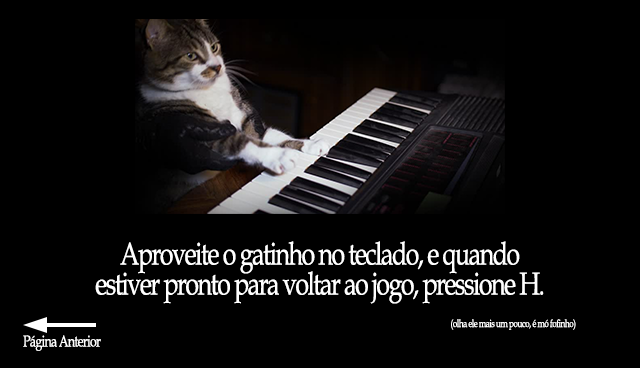 Aproveite o gatinho no teclado, e quando
estiver pronto para voltar ao jogo, pressione H.
(olha ele mais um pouco, é mó fofinho)
Página Anterior